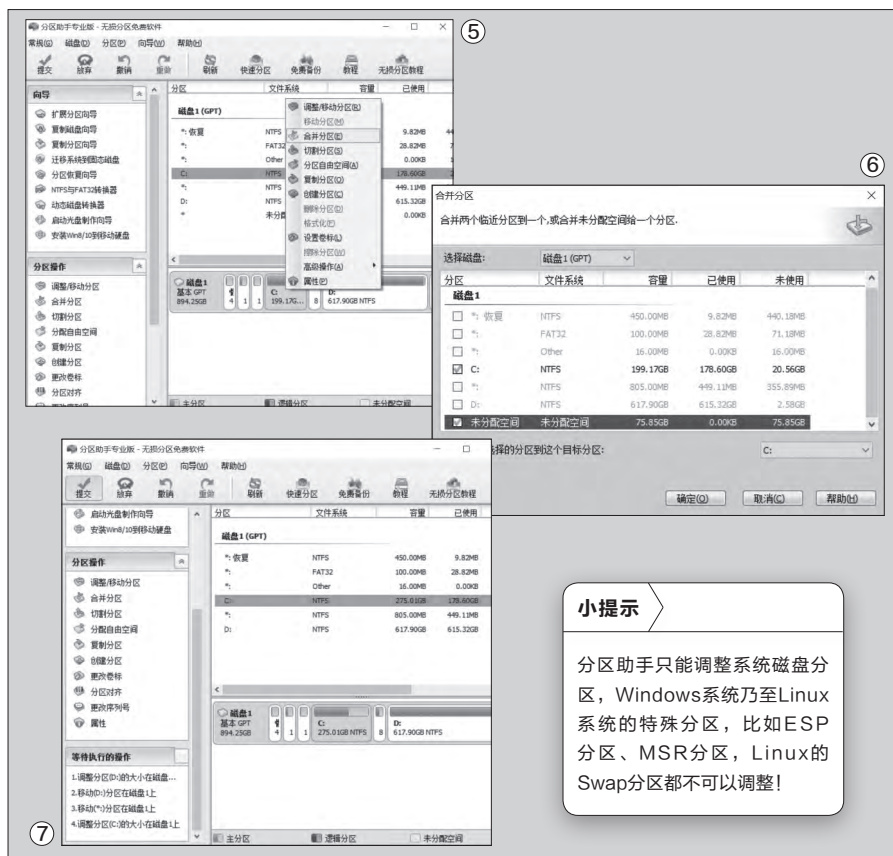 分区助手专业版 - 无损分区免费软件
⑤
常规(G) 磁盘(D) 分区(P) 向导(W) 帮助(H)
提交 放弃 撤销 重做 刷新 快速分区 免费备份 教程 无损分区教程
向导
扩展分区向导
复制磁盘向导
复制分区向导
迁移系统到固态磁盘
分区恢复向导
NTFS与FAT32转换器
动态磁盘转换器
启动光盘制作向导
安装Win8/10到移动硬盘
分区操作
调整/移动分区
合并分区
切割分区
分配自由空间
复制分区
创建分区
更改卷标
分区对齐
分区 文件系统 容量 已使用
磁盘1 (GPT)
*: 恢复 NTFS 9.82MB
*: FAT32 28.82MB
*: Other 0.00KB
C: NTFS 178.60GB
*: NTFS 449.11MB
D: NTFS 615.32GB
* 0.00KB
调整/移动分区(R)
移动分区(M)
合并分区(E)
切割分区(S)
分区自由空间(A)
复制分区(O)
创建分区(C)
删除分区(D)
格式化(F)
设置卷标(L)
擦除分区(W)
高级操作(A)
属性(P)
磁盘1
基本 GPT
894.25GB
4 1 1
C:
199.17G...
8
D:
617.90GB NTFS
主分区 逻辑分区 未分配空间
⑥
合并分区
合并两个临近分区到一个,或合并未分配空间给一个分区.
选择磁盘: 磁盘1 (GPT)
分区 文件系统 容量 已使用 未使用
磁盘1
*: 恢复 NTFS 450.00MB 9.82MB 440.18MB
*: FAT32 100.00MB 28.82MB 71.18MB
*: Other 16.00MB 0.00KB 16.00MB
C: NTFS 199.17GB 178.60GB 20.56GB
*: NTFS 805.00MB 449.11MB 355.89MB
D: NTFS 617.90GB 615.32GB 2.58GB
未分配空间 未分配空间 75.85GB 0.00KB 75.85GB
择的分区到这个目标分区: C:
确定(O) 取消(C) 帮助(H)
⑦
分区助手专业版 - 无损分区免费软件
常规(G) 磁盘(D) 分区(P) 向导(W) 帮助(H)
提交 放弃 撤销 重做 刷新 快速分区 免费备份 教程 无损分区教程
启动光盘制作向导
安装Win8/10到移动硬盘
分区操作
调整/移动分区
合并分区
切割分区
分配自由空间
复制分区
创建分区
更改卷标
分区对齐
更改序列号
属性
等待执行的操作
1.调整分区(D:)的大小在磁盘...
2.移动(D:)分区在磁盘1上
3.移动(*:)分区在磁盘1上
4.调整分区(C:)的大小在磁盘1上
分区 文件系统 容量 已使用
磁盘1 (GPT)
*: 恢复 NTFS 450.00MB 9.82MB
*: FAT32 100.00MB 28.82MB
*: Other 16.00MB 0.00KB
C: NTFS 275.01GB 178.60GB
*: NTFS 805.00MB 449.11MB
D: NTFS 617.90GB 615.32GB
磁盘1
基本 GPT
894.25GB
4 1 1
C:
275.01GB NTFS
8
D:
617.90GB NTFS
主分区 逻辑分区 未分配空间
小提示
分区助手只能调整系统磁盘分
区，Windows系统乃至Linux
系统的特殊分区，比如ESP
分区、MSR分区，Linux的
Swap分区都不可以调整！